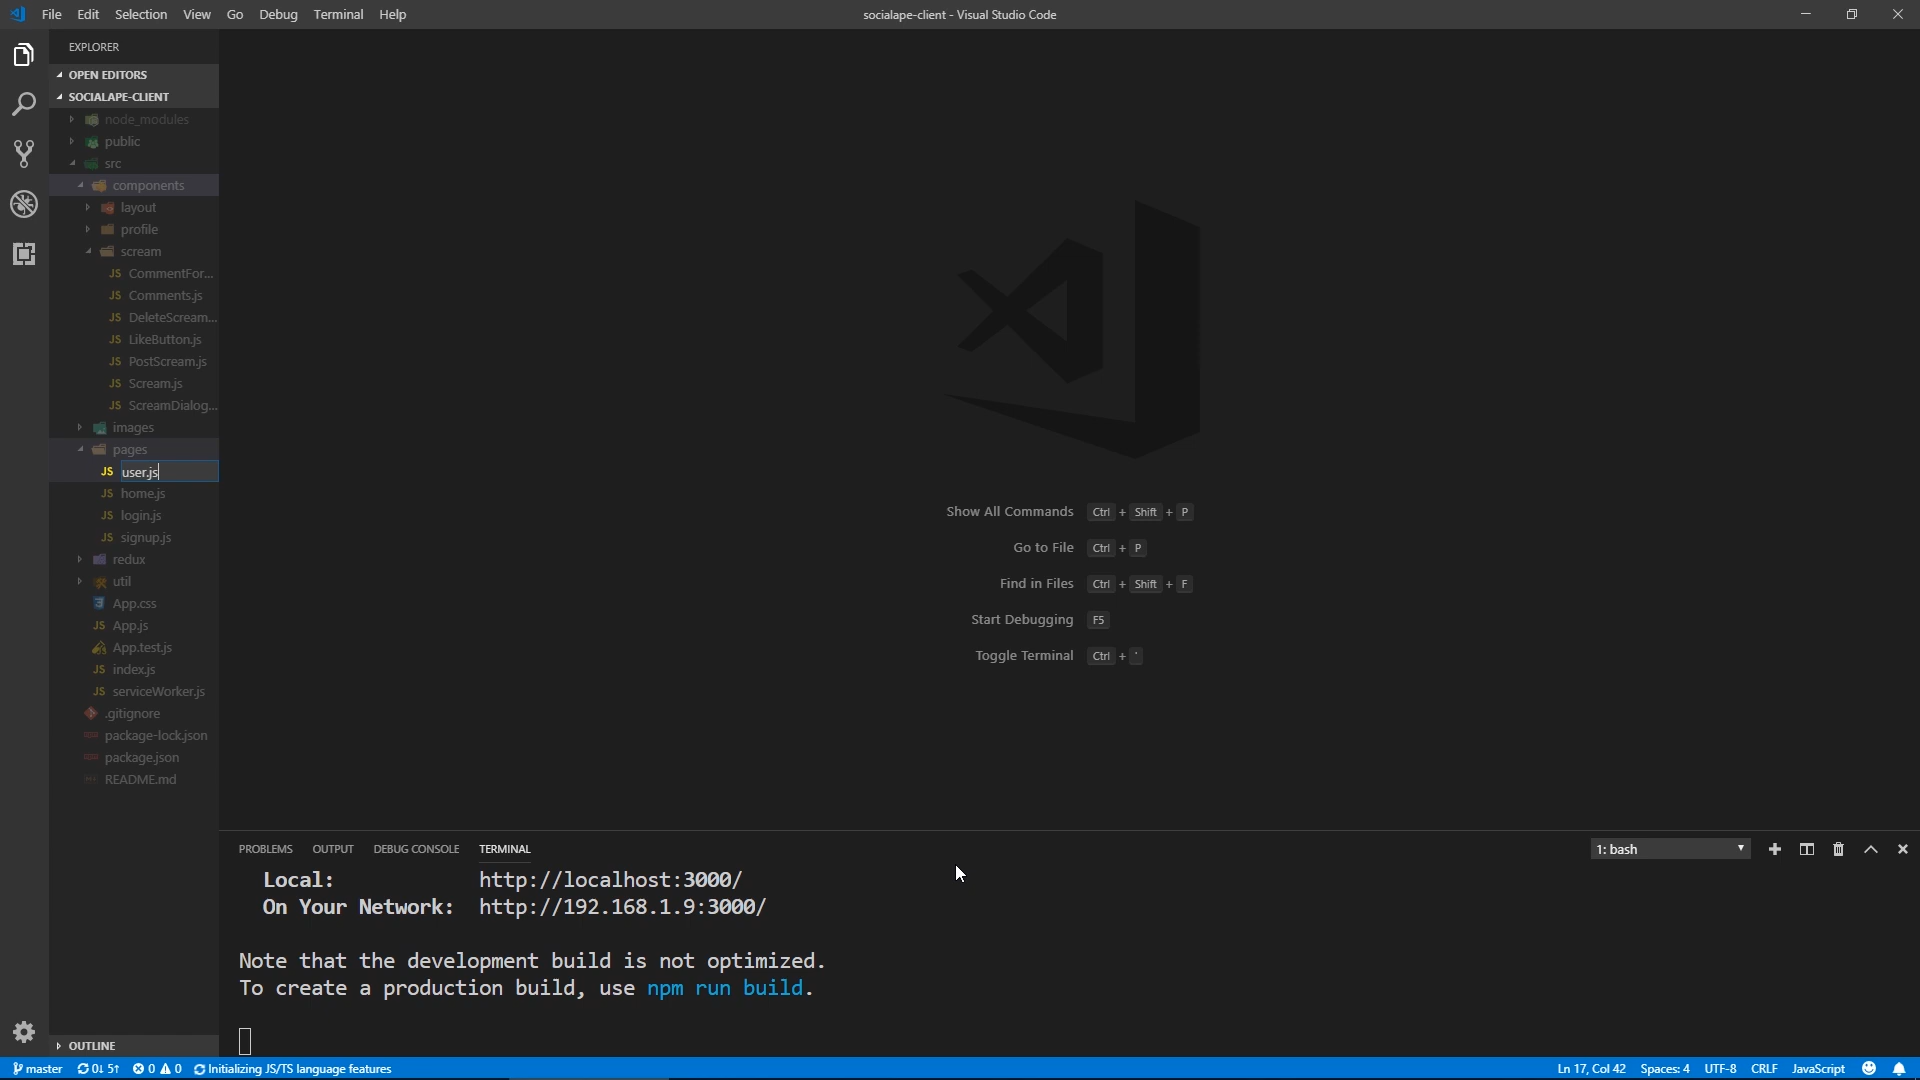 File Edit Selection View Go Debug Terminal Help
socialape-client - Visual Studio Code
EXPLORER
OPEN EDITORS
SOCIALAPE-CLIENT
node_modules
public
src
components
layout
profile
scream
JS CommentFor...
JS Comments.js
JS DeleteScream...
JS LikeButton.js
JS PostScream.js
JS Scream.js
JS ScreamDialog...
images
pages
JS user.js
JS home.js
JS login.js
JS signup.js
redux
util
App.css
JS App.js
App.test.js
JS index.js
JS serviceWorker.js
.gitignore
package-lock.json
package.json
README.md
OUTLINE
Show All Commands Ctrl + Shift + P
Go to File Ctrl + P
Find in Files Ctrl + Shift + F
Start Debugging F5
Toggle Terminal Ctrl + '
PROBLEMS OUTPUT DEBUG CONSOLE TERMINAL
1: bash
Local: http://localhost:3000/
On Your Network: http://192.168.1.9:3000/
Note that the development build is not optimized.
To create a production build, use npm run build.
master 0↓ 5↑ 0 0 Initializing JS/TS language features
Ln 17, Col 42 Spaces: 4 UTF-8 CRLF JavaScript